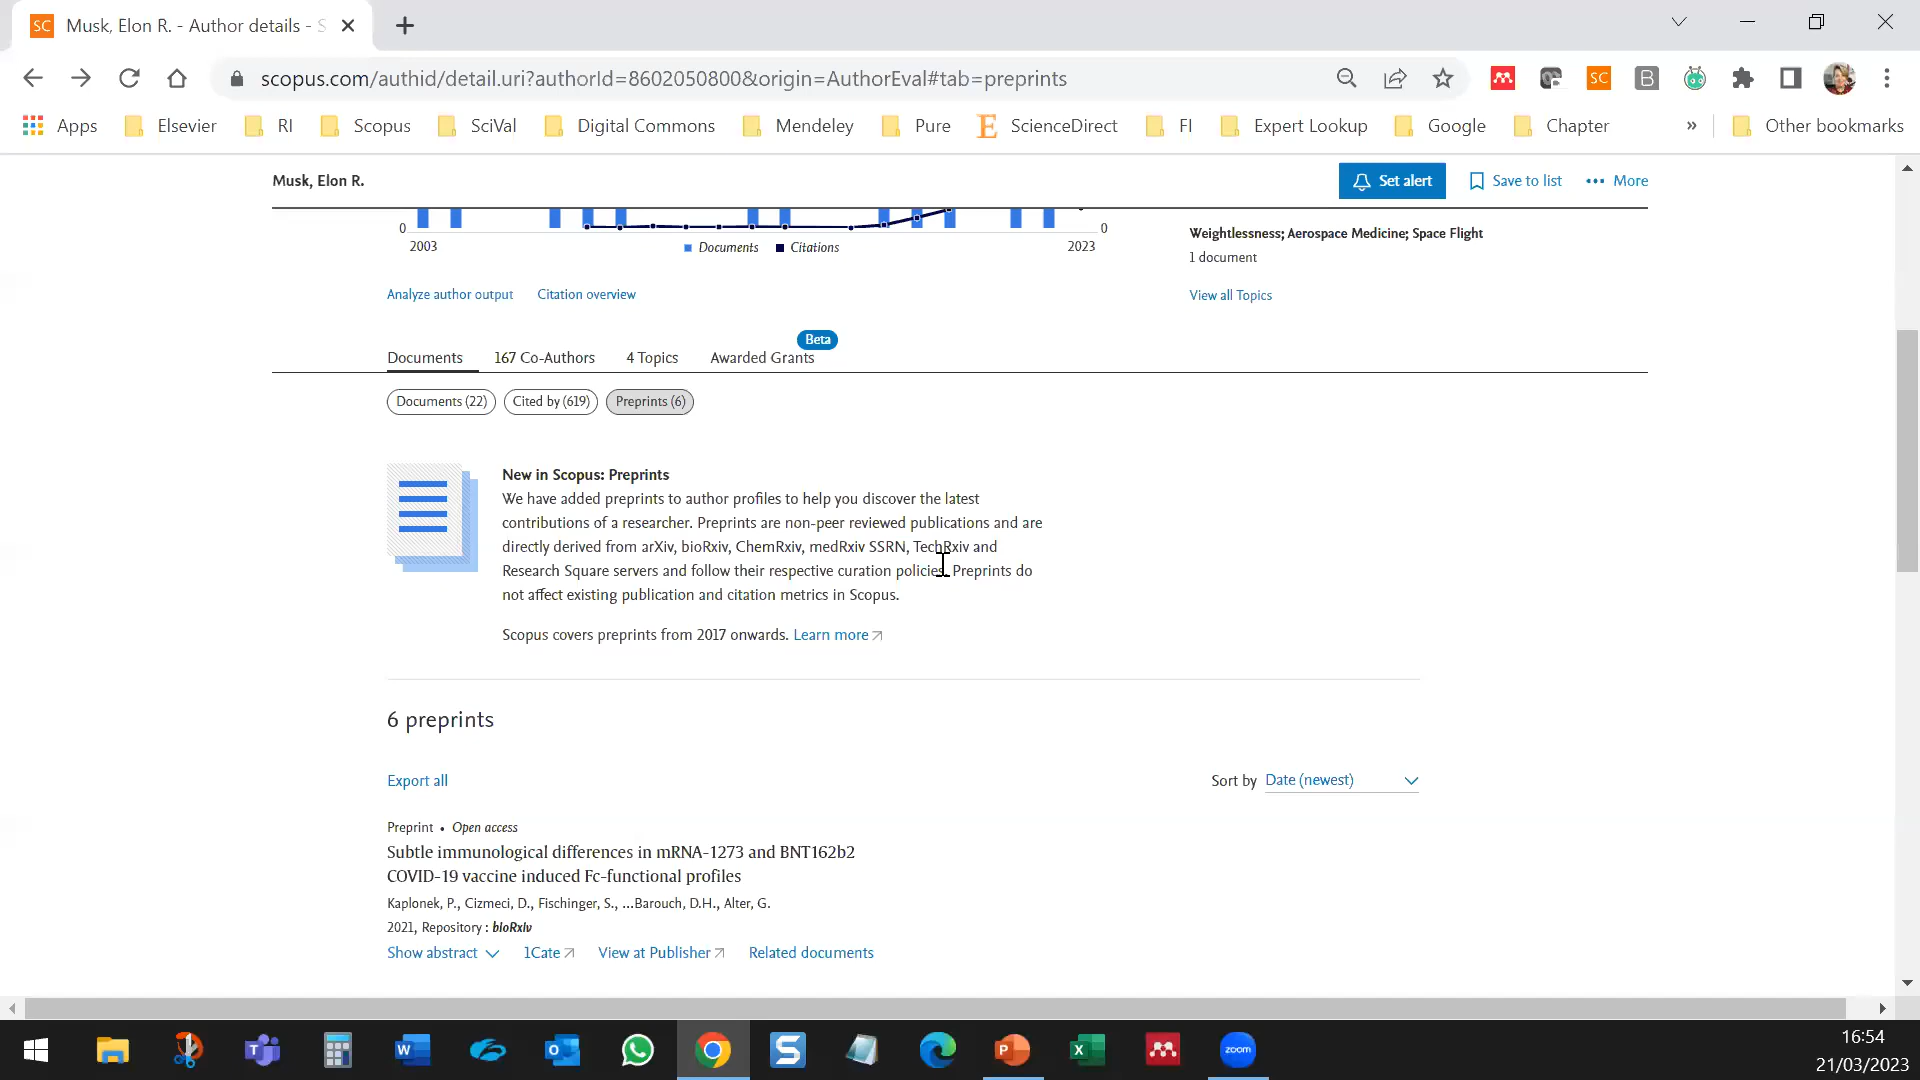 SC Musk, Elon R. - Author details - S
scopus.com/authid/detail.uri?authorId=8602050800&origin=AuthorEval#tab=preprints
SC B
Apps Elsevier RI Scopus SciVal Digital Commons Mendeley Pure E ScienceDirect FI Expert Lookup Google Chapter » Other bookmarks
Musk, Elon R. Set alert Save to list ••• More
0 0
2003 Documents Citations 2023
Weightlessness; Aerospace Medicine; Space Flight
1 document
Analyze author output Citation overview View all Topics
Beta
Documents 167 Co-Authors 4 Topics Awarded Grants
Documents (22) Cited by (619) Preprints (6)
New in Scopus: Preprints
We have added preprints to author profiles to help you discover the latest
contributions of a researcher. Preprints are non-peer reviewed publications and are
directly derived from arXiv, bioRxiv, ChemRxiv, medRxiv SSRN, TechRxiv and
Research Square servers and follow their respective curation policies. Preprints do
not affect existing publication and citation metrics in Scopus.
Scopus covers preprints from 2017 onwards. Learn more
6 preprints
Export all Sort by Date (newest)
Preprint • Open access
Subtle immunological differences in mRNA-1273 and BNT162b2
COVID-19 vaccine induced Fc-functional profiles
Kaplonek, P., Cizmeci, D., Fischinger, S., ...Barouch, D.H., Alter, G.
2021, Repository : bioRxiv
Show abstract 1Cate View at Publisher Related documents
T W O S P X zoom
16:54
21/03/2023